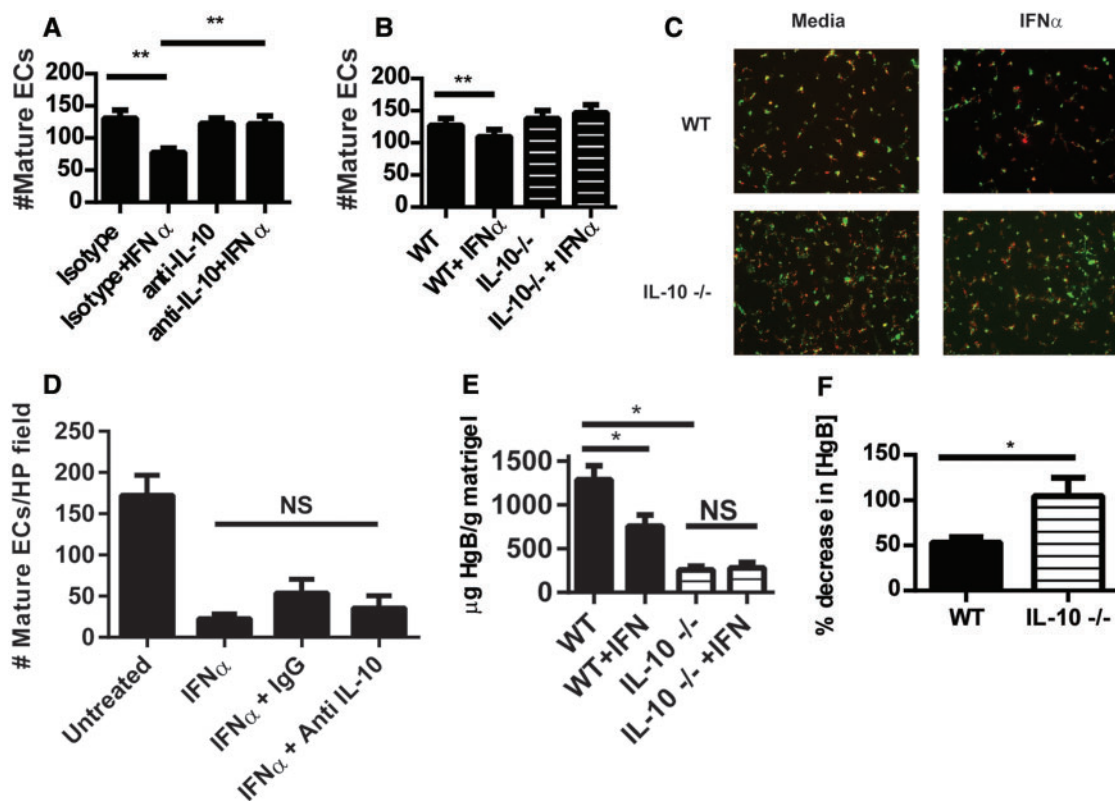 A
**
**
#Mature ECs
200
150
100
50
0
Isotype
Isotype+IFNα
anti-IL-10
anti-IL-10+IFNα
B
**
#Mature ECs
200
150
100
50
0
WT
WT+ IFNα
IL-10-/-
IL-10-/- + IFNα
C
Media
IFNα
WT
IL-10 -/-
D
# Mature ECs/HP field
250
200
150
100
50
0
NS
Untreated
IFNα
IFNα + IgG
IFNα + Anti IL-10
E
µg HgB/g matrigel
1500
1000
500
0
*
*
NS
WT
WT+IFN
IL-10 -/-
IL-10 -/- +IFN
F
% decrease in [HgB]
150
100
50
0
*
WT
IL-10 -/-